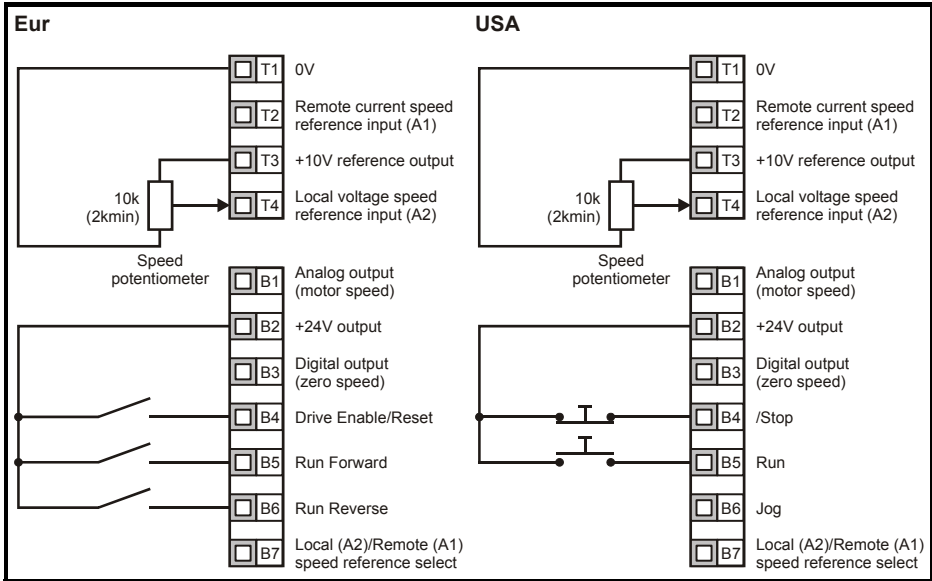 Eur
T1 0V
T2 Remote current speed
reference input (A1)
T3 +10V reference output
10k
(2kmin)
T4 Local voltage speed
reference input (A2)
Speed
potentiometer
B1 Analog output
(motor speed)
B2 +24V output
B3 Digital output
(zero speed)
B4 Drive Enable/Reset
B5 Run Forward
B6 Run Reverse
B7 Local (A2)/Remote (A1)
speed reference select
USA
T1 0V
T2 Remote current speed
reference input (A1)
T3 +10V reference output
10k
(2kmin)
T4 Local voltage speed
reference input (A2)
Speed
potentiometer
B1 Analog output
(motor speed)
B2 +24V output
B3 Digital output
(zero speed)
B4 /Stop
B5 Run
B6 Jog
B7 Local (A2)/Remote (A1)
speed reference select